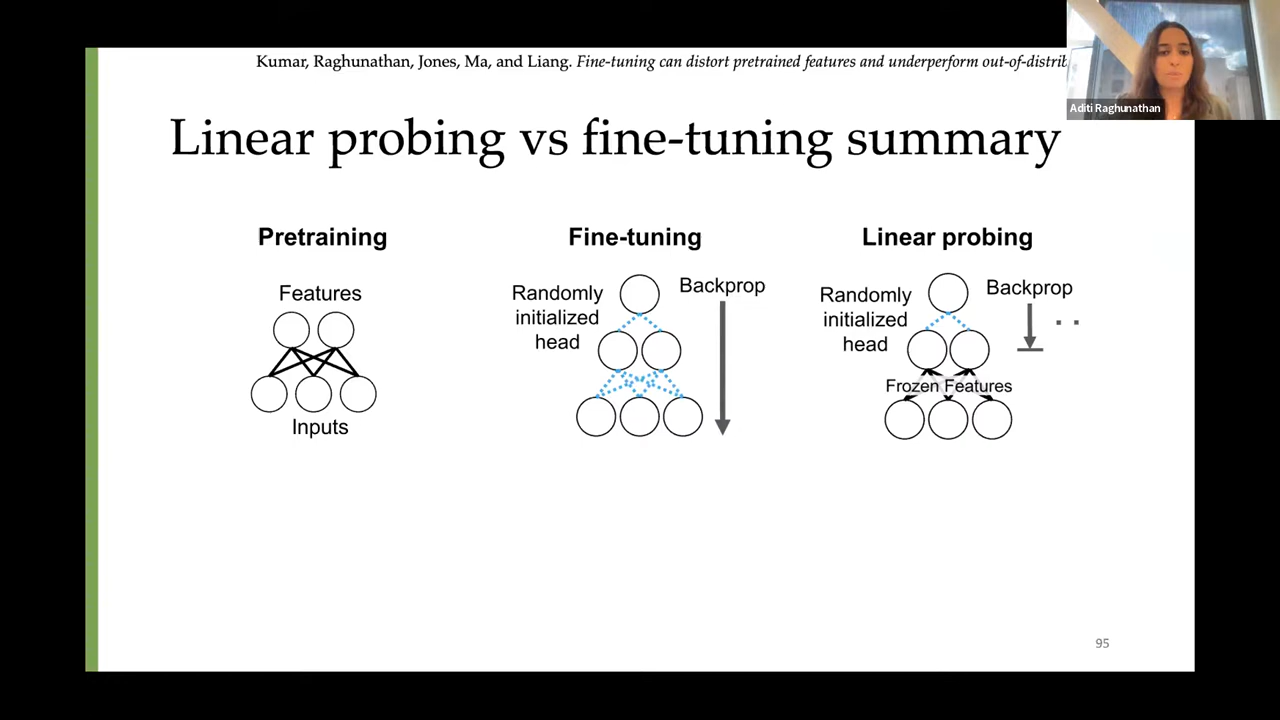 Kumar, Raghunathan, Jones, Ma, and Liang. Fine-tuning can distort pretrained features and underperform out-of-distrib
Aditi Raghunathan
Linear probing vs fine-tuning summary
Pretraining
Features
Inputs
Fine-tuning
Randomly
initialized
head
Backprop
Linear probing
Randomly
initialized
head
Backprop
Frozen Features
95